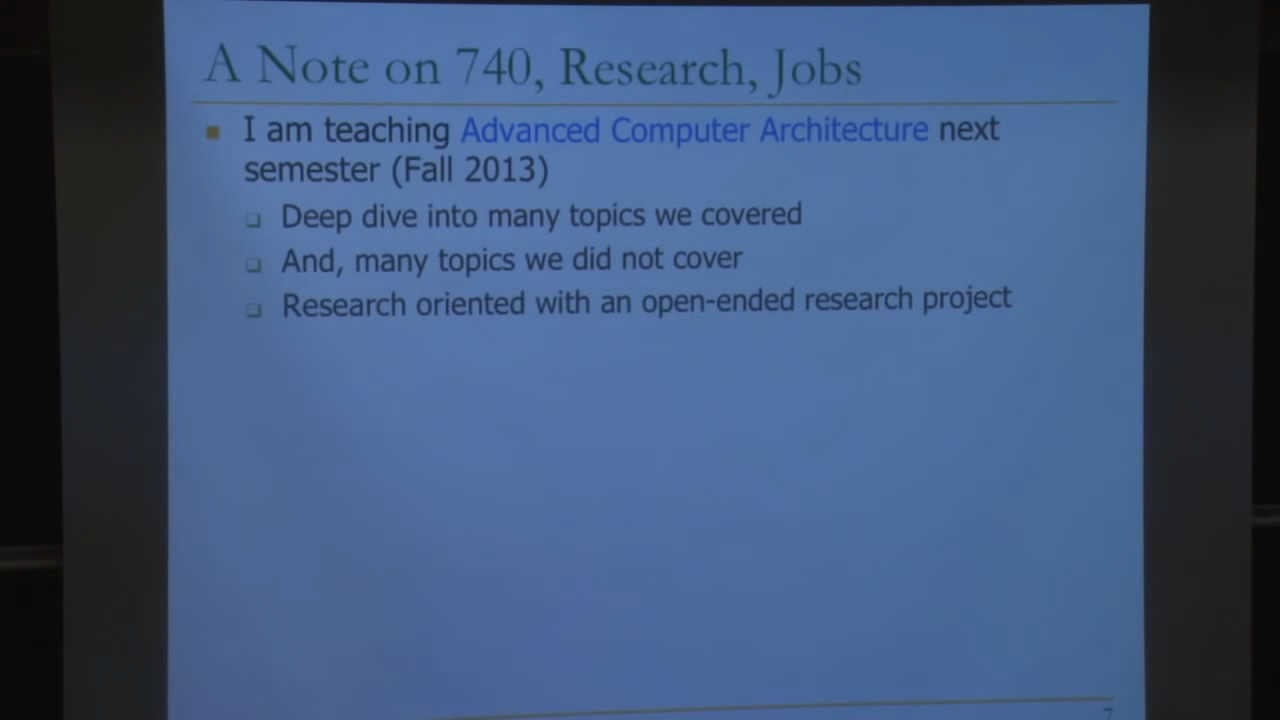 A Note on 740, Research, Jobs
I am teaching Advanced Computer Architecture next
semester (Fall 2013)
Deep dive into many topics we covered
And, many topics we did not cover
Research oriented with an open-ended research project
7